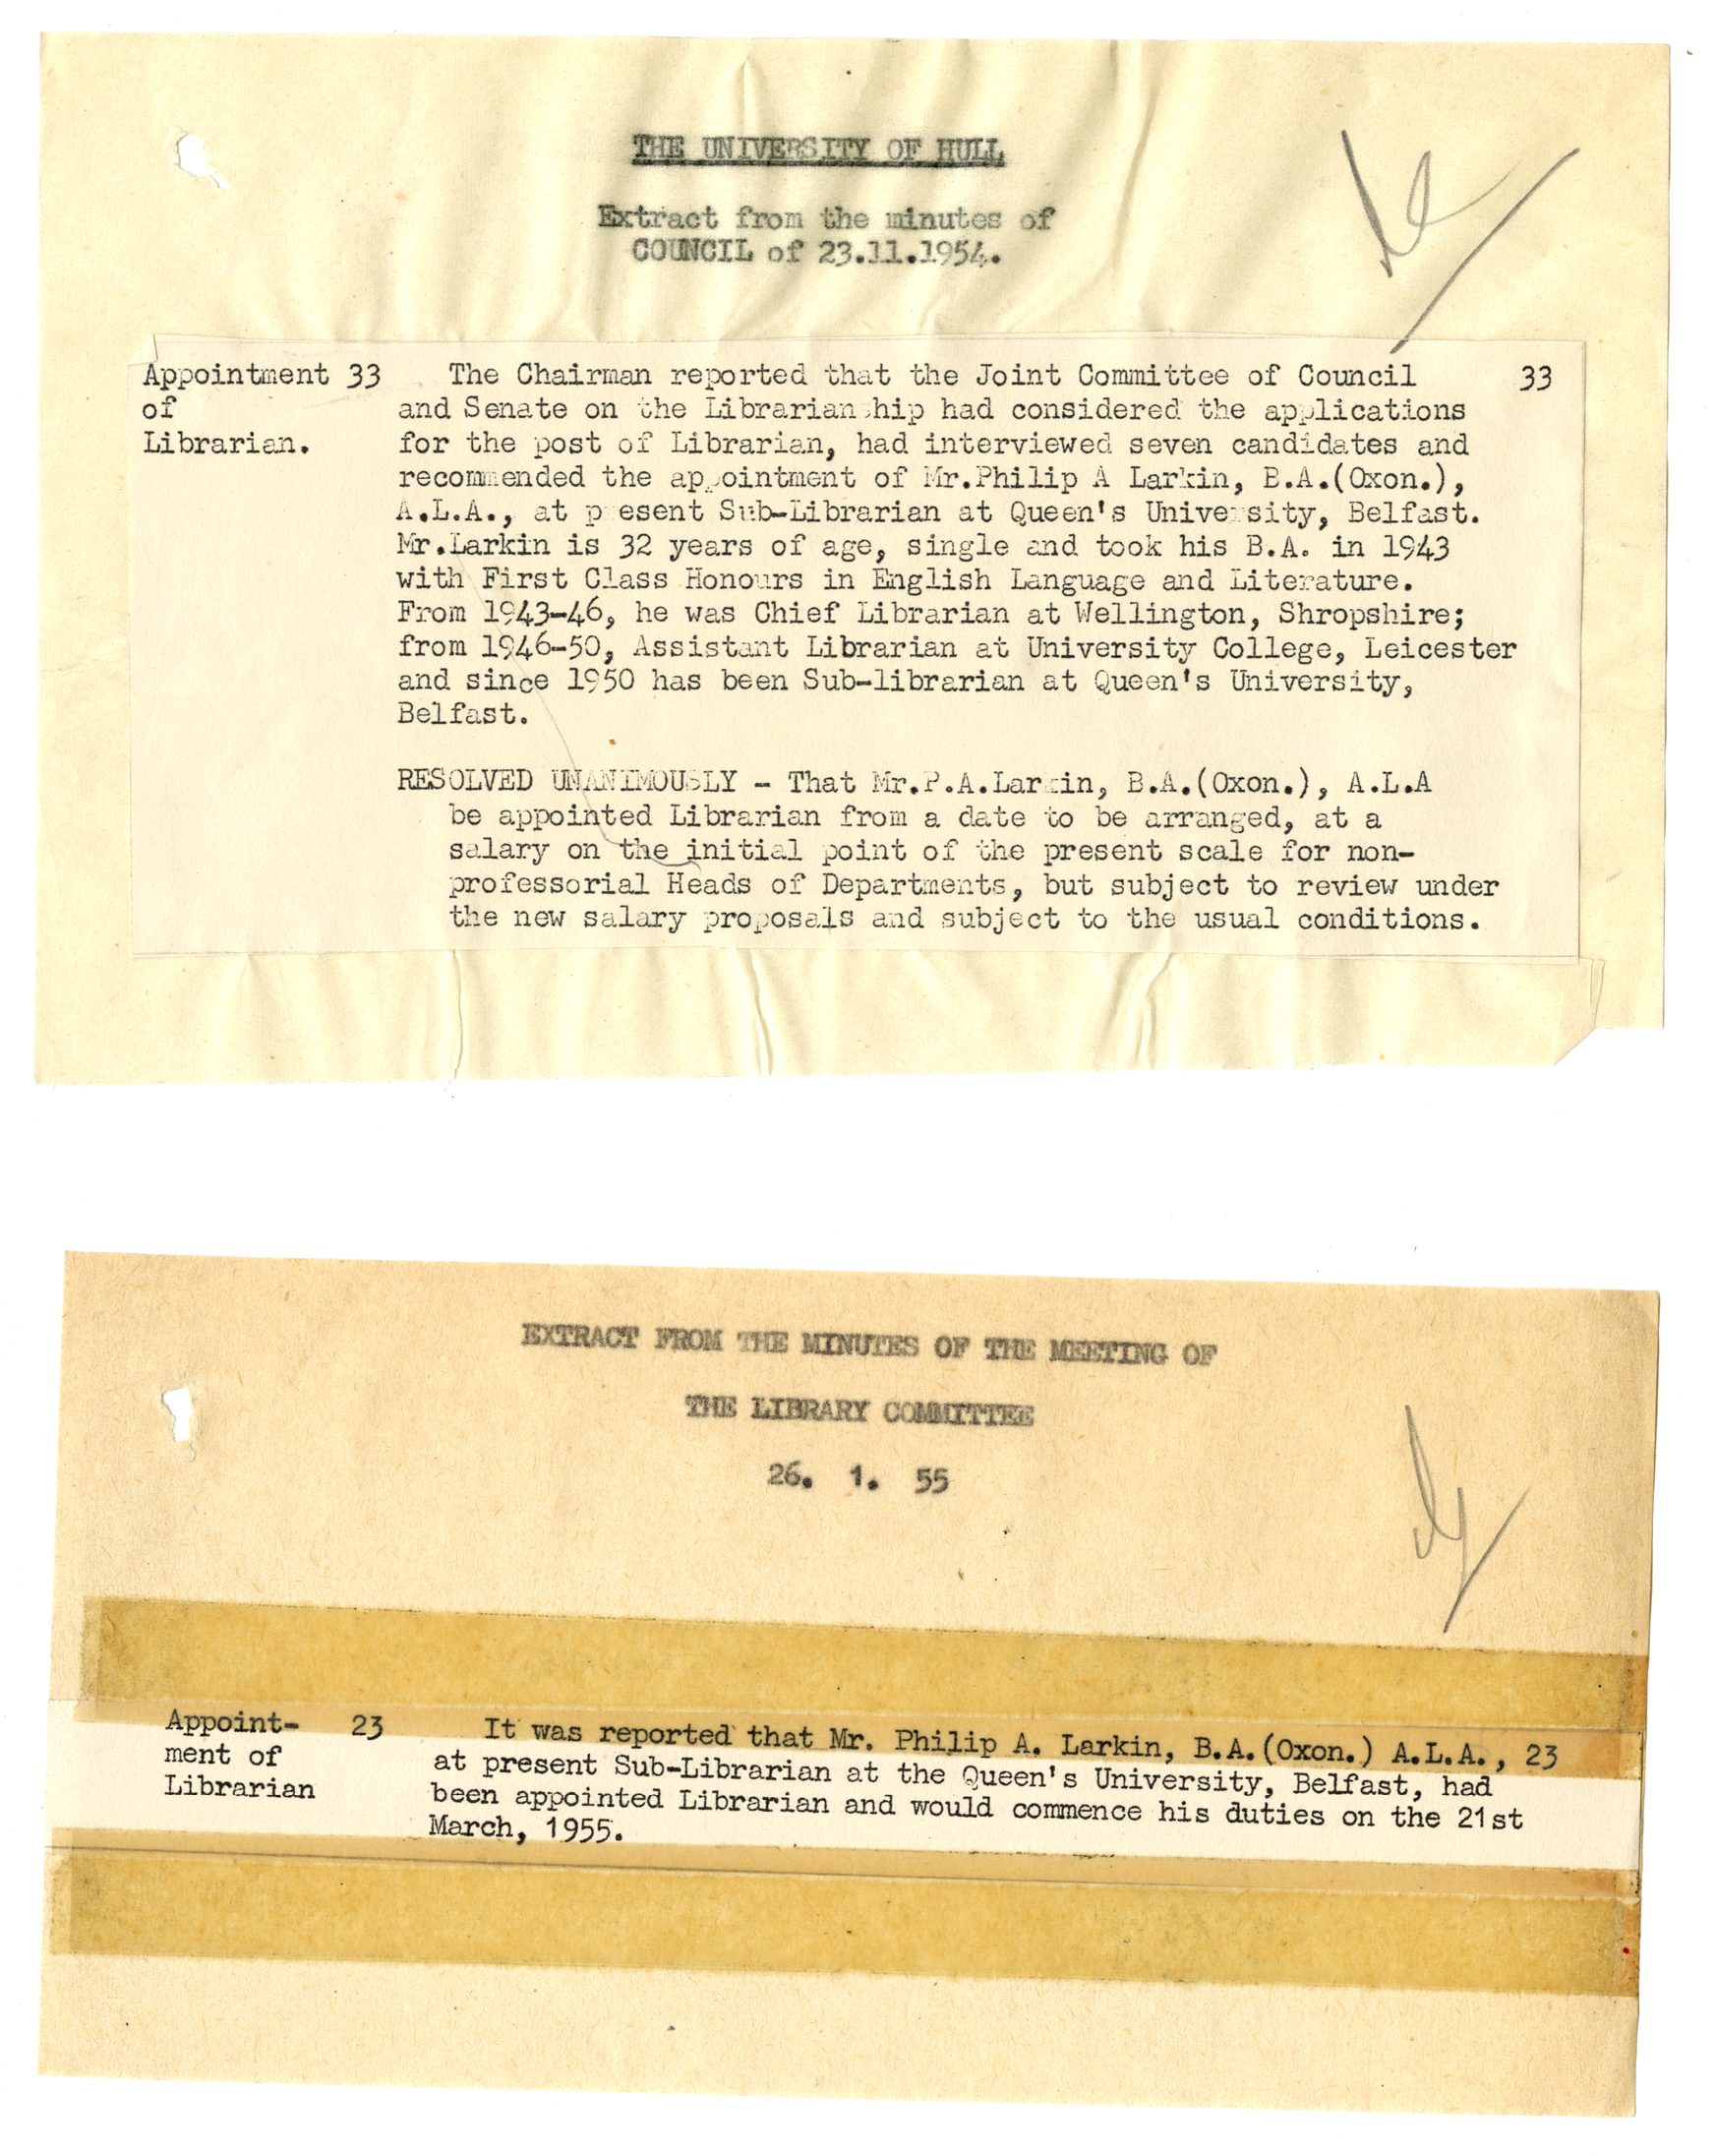 THE UNIVERSITY OF HULL
Extract from the minutes of
COUNCIL of 23.11.1954.
Appointment 33 The Chairman reported that the Joint Committee of Council 33
of and Senate on the Librarianship had considered the applications
Librarian. for the post of Librarian, had interviewed seven candidates and
recommended the appointment of Mr.Philip A Larkin, B.A.(Oxon.),
A.L.A., at present Sub-Librarian at Queen's University, Belfast.
Mr.Larkin is 32 years of age, single and took his B.A. in 1943
with First Class Honours in English Language and Literature.
From 1943-46, he was Chief Librarian at Wellington, Shropshire;
from 1946-50, Assistant Librarian at University College, Leicester
and since 1950 has been Sub-librarian at Queen's University,
Belfast.
RESOLVED UNANIMOUSLY - That Mr.P.A.Larkin, B.A.(Oxon.), A.L.A
be appointed Librarian from a date to be arranged, at a
salary on the initial point of the present scale for non-
professorial Heads of Departments, but subject to review under
the new salary proposals and subject to the usual conditions.
EXTRACT FROM THE MINUTES OF THE MEETING OF
THE LIBRARY COMMITTEE
26. 1. 55
Appoint- 23 It was reported that Mr. Philip A. Larkin, B.A.(Oxon.) A.L.A., 23
ment of at present Sub-Librarian at the Queen's University, Belfast, had
Librarian been appointed Librarian and would commence his duties on the 21st
March, 1955.